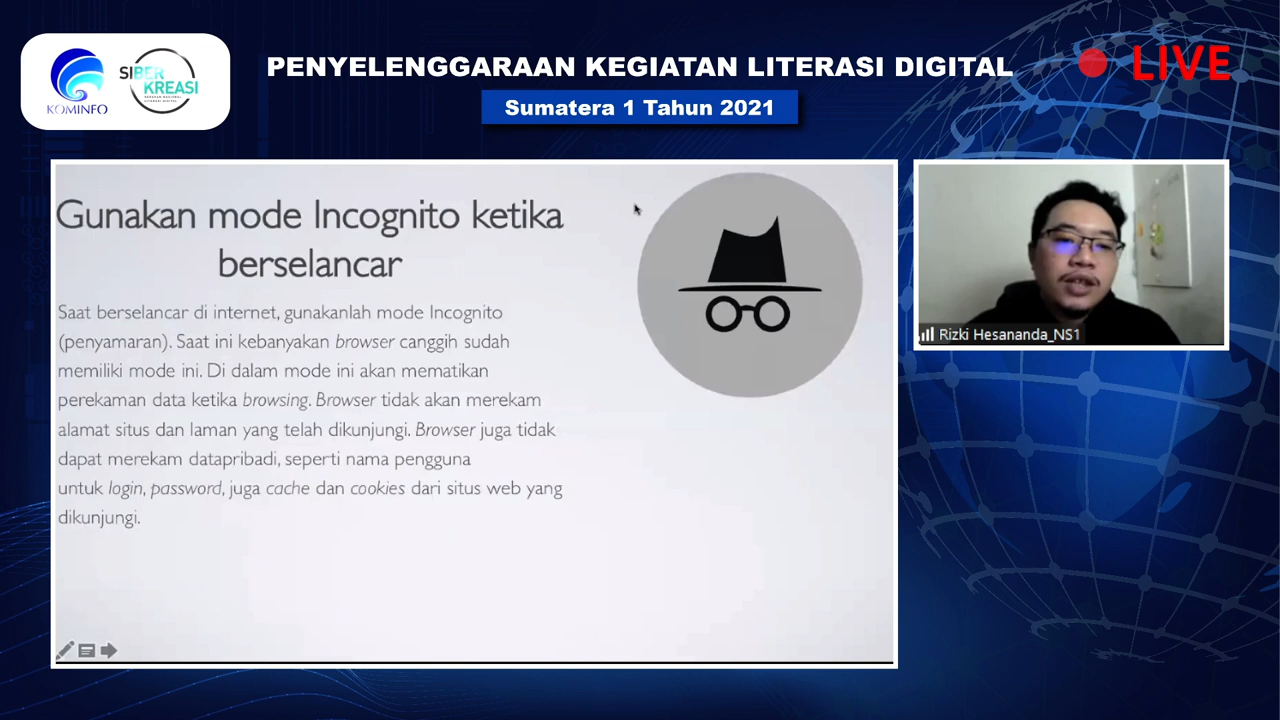 KOMINFO
SIBER
KREASI
PENYELENGGARAAN KEGIATAN LITERASI DIGITAL
Sumatera 1 Tahun 2021
LIVE
Gunakan mode Incognito ketika
berselancar
Saat berselancar di internet, gunakanlah mode Incognito
(penyamaran). Saat ini kebanyakan browser canggih sudah
memiliki mode ini. Di dalam mode ini akan mematikan
perekaman data ketika browsing. Browser tidak akan merekam
alamat situs dan laman yang telah dikunjungi. Browser juga tidak
dapat merekam datapribadi, seperti nama pengguna
untuk login, password, juga cache dan cookies dari situs web yang
dikunjungi.
Rizki Hesananda_NS1